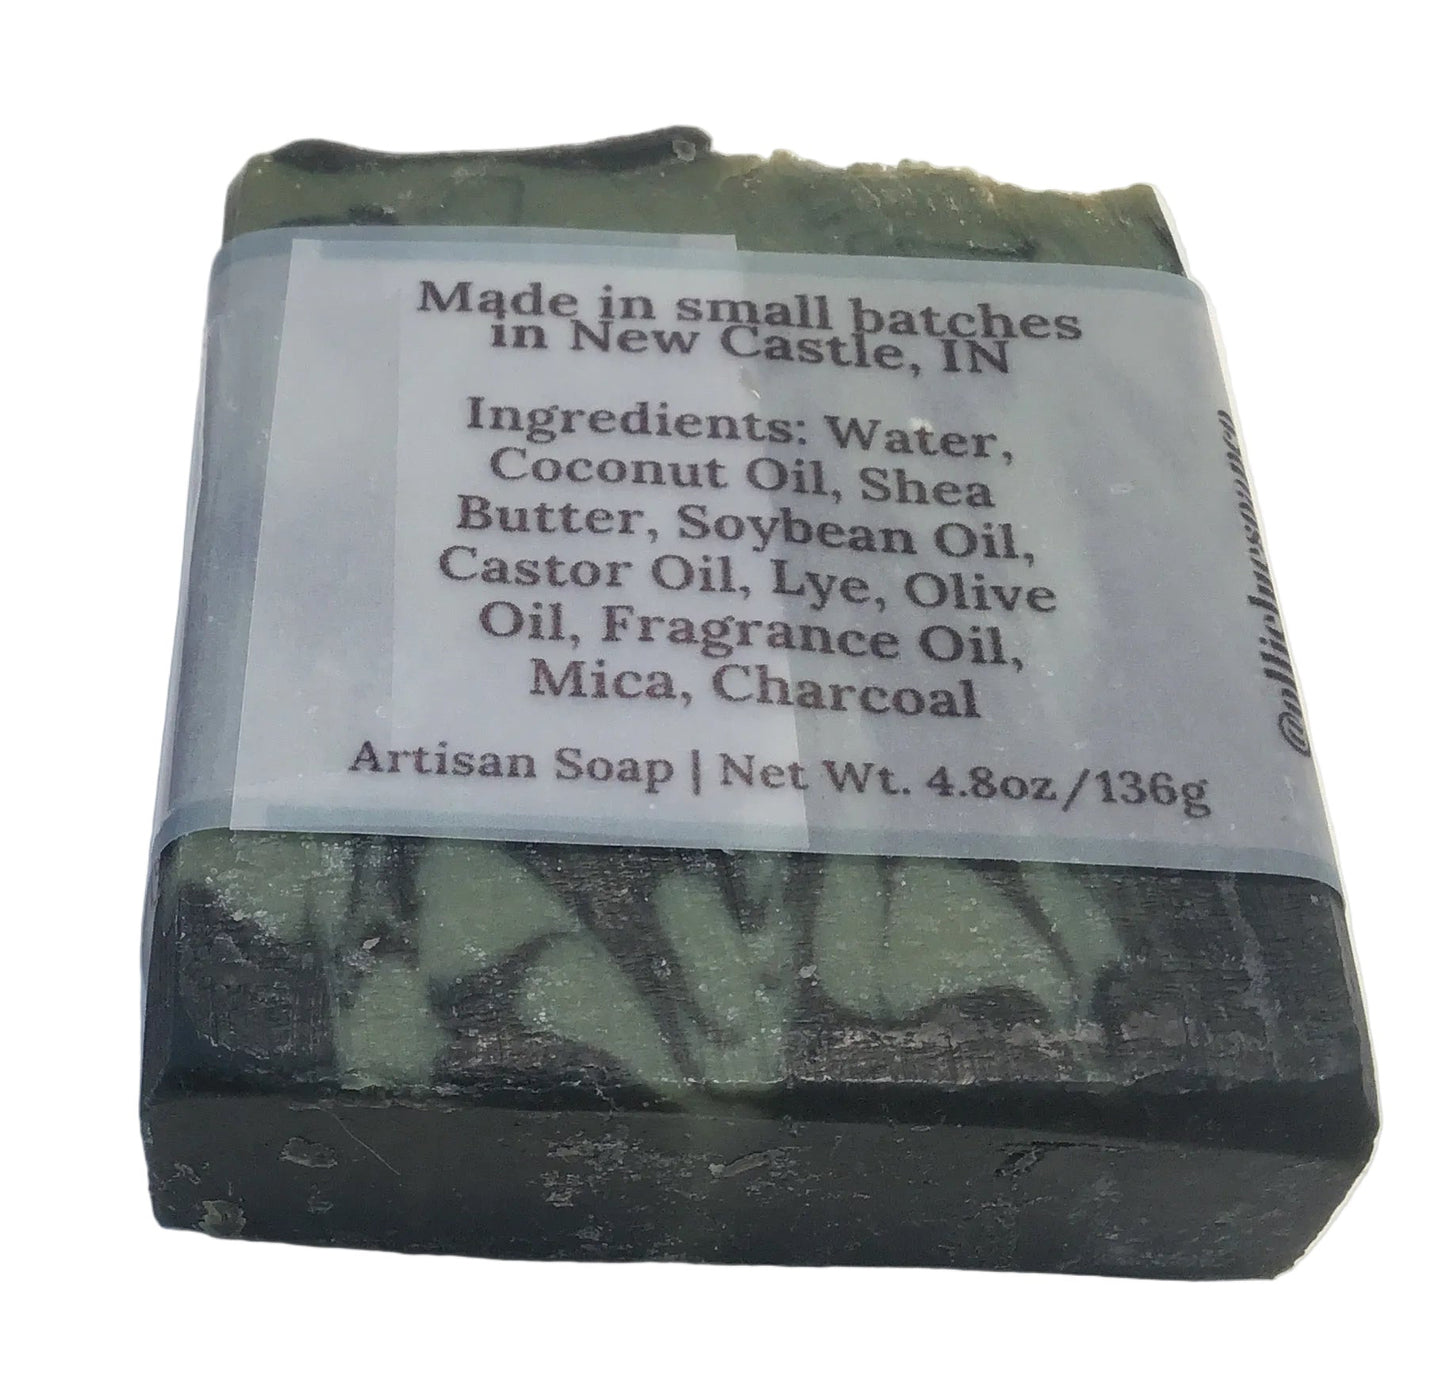 Made in small batches
in New Castle, IN
Ingredients: Water,
Coconut Oil, Shea
Butter, Soybean Oil,
Castor Oil, Lye, Olive
Oil, Fragrance Oil,
Mica, Charcoal
Artisan Soap | Net Wt. 4.8oz/136g